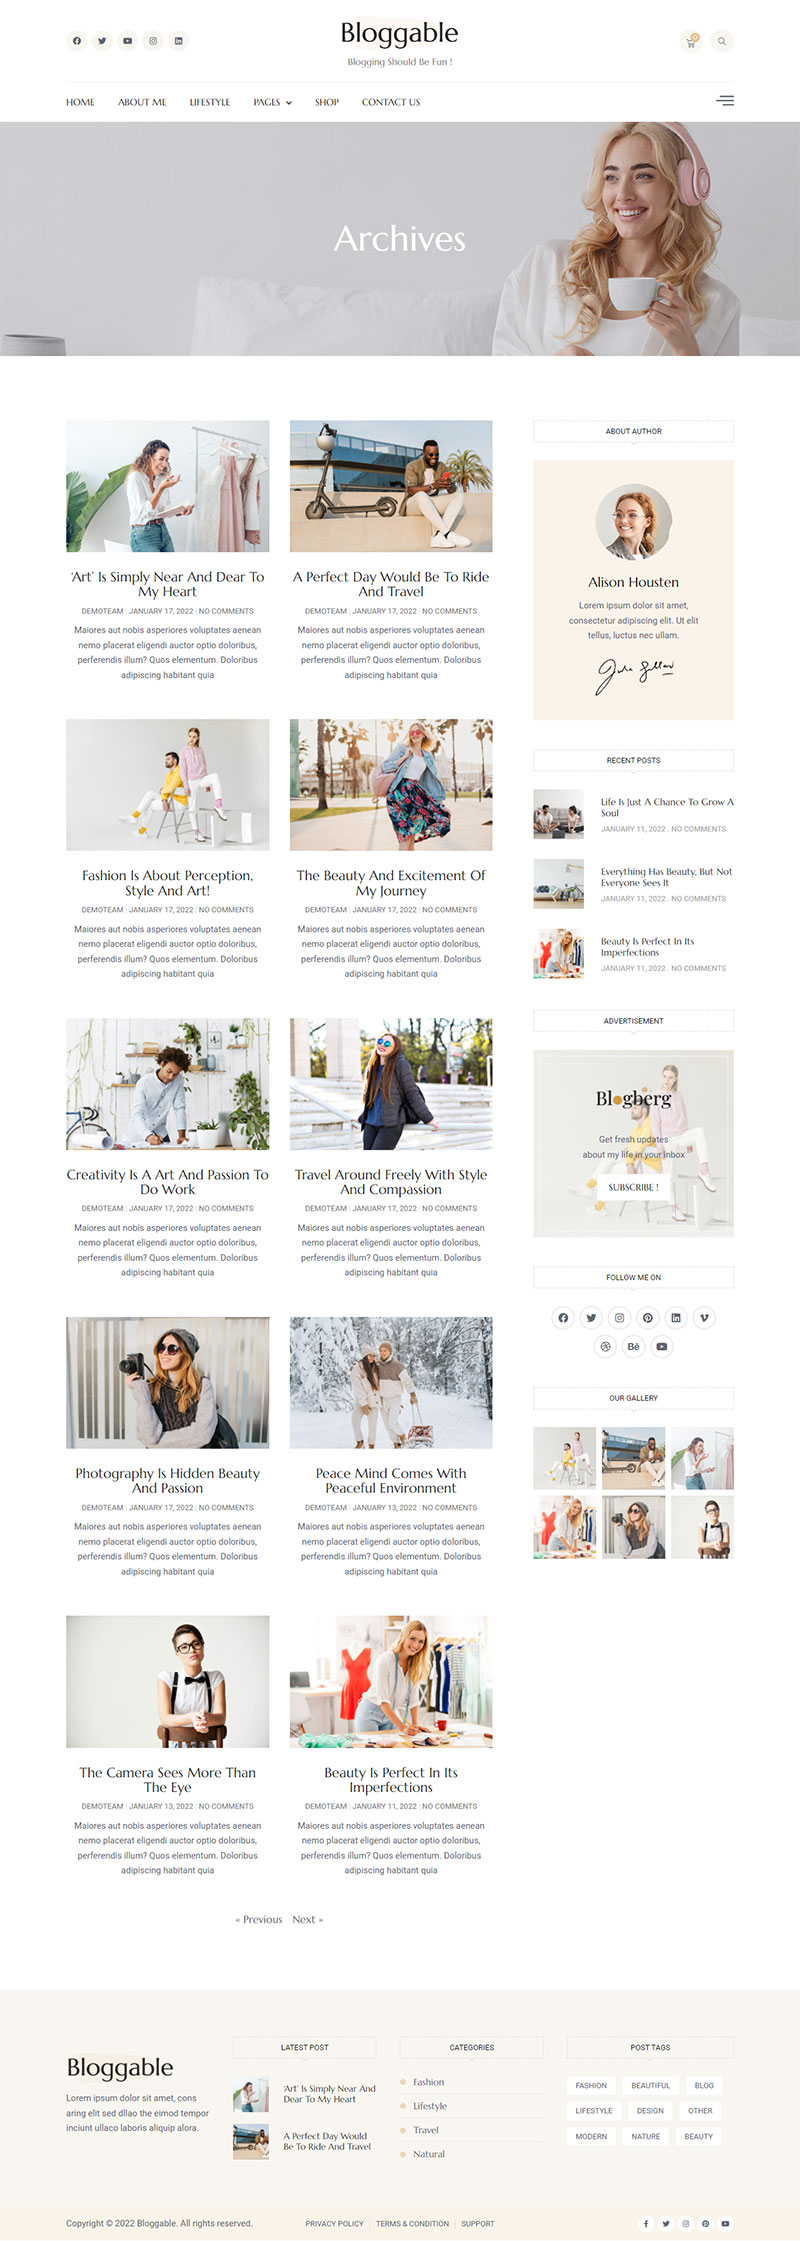 Bloggable
Blogging Should Be Fun !
0
HOME
ABOUT ME
LIFESTYLE
PAGES
SHOP
CONTACT US
Archives
'Art' Is Simply Near And Dear To
My Heart
DEMOTEAM | JANUARY 17, 2022 | NO COMMENTS
Maiores aut nobis asperiores voluptates aenean
nemo placerat eligendi auctor optio doloribus,
perferendis illum? Quos elementum. Doloribus
adipiscing habitant quia
A Perfect Day Would Be To Ride
And Travel
DEMOTEAM | JANUARY 17, 2022 | NO COMMENTS
Maiores aut nobis asperiores voluptates aenean
nemo placerat eligendi auctor optio doloribus,
perferendis illum? Quos elementum. Doloribus
adipiscing habitant quia
Fashion Is About Perception,
Style And Art!
DEMOTEAM | JANUARY 17, 2022 | NO COMMENTS
Maiores aut nobis asperiores voluptates aenean
nemo placerat eligendi auctor optio doloribus,
perferendis illum? Quos elementum. Doloribus
adipiscing habitant quia
The Beauty And Excitement Of
My Journey
DEMOTEAM | JANUARY 17, 2022 | NO COMMENTS
Maiores aut nobis asperiores voluptates aenean
nemo placerat eligendi auctor optio doloribus,
perferendis illum? Quos elementum. Doloribus
adipiscing habitant quia
Creativity Is A Art And Passion To
Do Work
DEMOTEAM | JANUARY 17, 2022 | NO COMMENTS
Maiores aut nobis asperiores voluptates aenean
nemo placerat eligendi auctor optio doloribus,
perferendis illum? Quos elementum. Doloribus
adipiscing habitant quia
Travel Around Freely With Style
And Compassion
DEMOTEAM | JANUARY 17, 2022 | NO COMMENTS
Maiores aut nobis asperiores voluptates aenean
nemo placerat eligendi auctor optio doloribus,
perferendis illum? Quos elementum. Doloribus
adipiscing habitant quia
Photography Is Hidden Beauty
And Passion
DEMOTEAM | JANUARY 17, 2022 | NO COMMENTS
Maiores aut nobis asperiores voluptates aenean
nemo placerat eligendi auctor optio doloribus,
perferendis illum? Quos elementum. Doloribus
adipiscing habitant quia
Peace Mind Comes With
Peaceful Environment
DEMOTEAM | JANUARY 13, 2022 | NO COMMENTS
Maiores aut nobis asperiores voluptates aenean
nemo placerat eligendi auctor optio doloribus,
perferendis illum? Quos elementum. Doloribus
adipiscing habitant quia
The Camera Sees More Than
The Eye
DEMOTEAM | JANUARY 13, 2022 | NO COMMENTS
Maiores aut nobis asperiores voluptates aenean
nemo placerat eligendi auctor optio doloribus,
perferendis illum? Quos elementum. Doloribus
adipiscing habitant quia
Beauty Is Perfect In Its
Imperfections
DEMOTEAM | JANUARY 11, 2022 | NO COMMENTS
Maiores aut nobis asperiores voluptates aenean
nemo placerat eligendi auctor optio doloribus,
perferendis illum? Quos elementum. Doloribus
adipiscing habitant quia
« Previous Next »
ABOUT AUTHOR
Alison Housten
Lorem ipsum dolor sit amet,
consectetur adipiscing elit. Ut elit
tellus, luctus nec ullam.
RECENT POSTS
Life Is Just A Chance To Grow A
Soul
JANUARY 11, 2022 . NO COMMENTS
Everything Has Beauty, But Not
Everyone Sees It
JANUARY 11, 2022 . NO COMMENTS
Beauty Is Perfect In Its
Imperfections
JANUARY 11, 2022 . NO COMMENTS
ADVERTISEMENT
Blogberg
Get fresh updates
about my life in your inbox
SUBSCRIBE !
FOLLOW ME ON
OUR GALLERY
Bloggable
Lorem ipsum dolor sit amet, cons
aring elit sed dllao the eimod tempor
inciunt ullaco laboris aliquip alora.
LATEST POST
'Art' Is Simply Near And
Dear To My Heart
A Perfect Day Would
Be To Ride And Travel
CATEGORIES
Fashion
Lifestyle
Travel
Natural
POST TAGS
FASHION BEAUTIFUL BLOG
LIFESTYLE DESIGN OTHER
MODERN NATURE BEAUTY
Copyright © 2022 Bloggable. All rights reserved.
PRIVACY POLICY | TERMS & CONDITION | SUPPORT